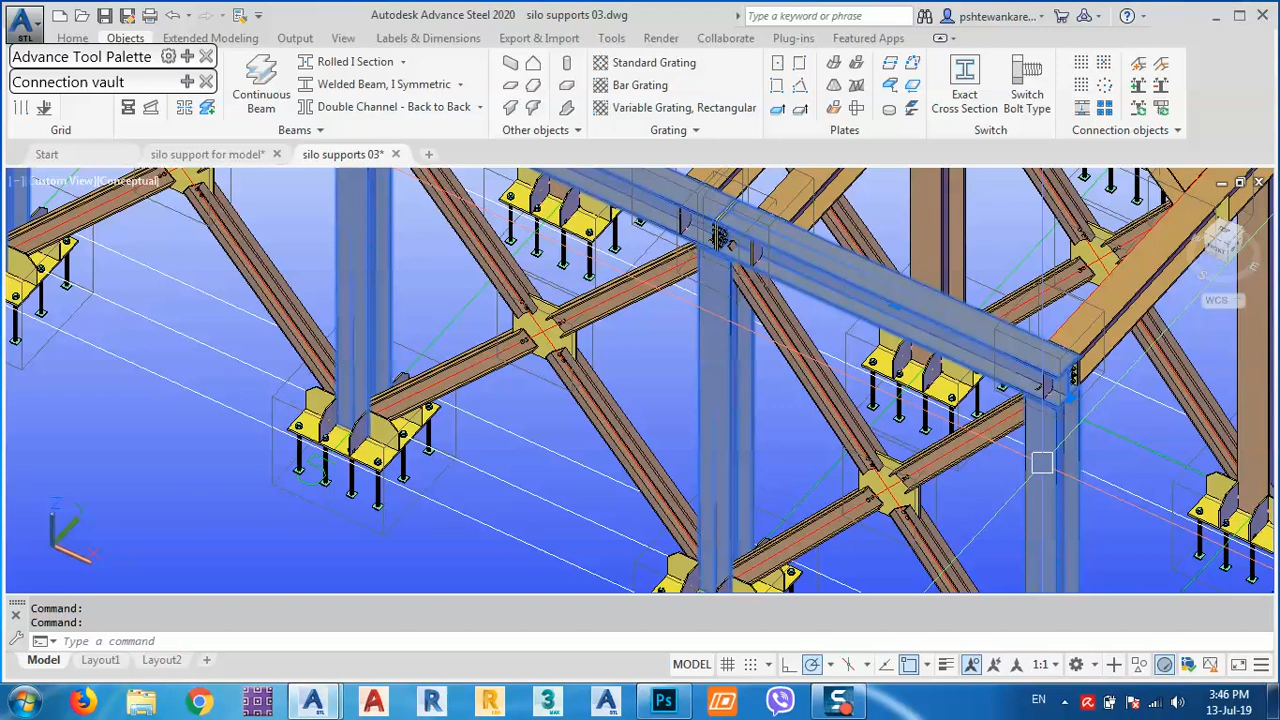 Autodesk Advance Steel 2020 silo supports 03.dwg
Type a keyword or phrase
pshtewankare...
STL
Home Objects Extended Modeling Output View Labels & Dimensions Export & Import Tools Render Collaborate Plug-ins Featured Apps
Advance Tool Palette
Connection vault
Continuous Beam
Rolled I Section
Welded Beam, I Symmetric
Double Channel - Back to Back
Standard Grating
Bar Grating
Variable Grating, Rectangular
Exact Cross Section
Switch Bolt Type
Grid Beams Other objects Grating Plates Switch Connection objects
Start silo support for model* silo supports 03*
[−][Custom View][Conceptual]
WCS
Z
X
Command:
Command:
Type a command
Model Layout1 Layout2
MODEL 1:1
EN
3:46 PM
13-Jul-19